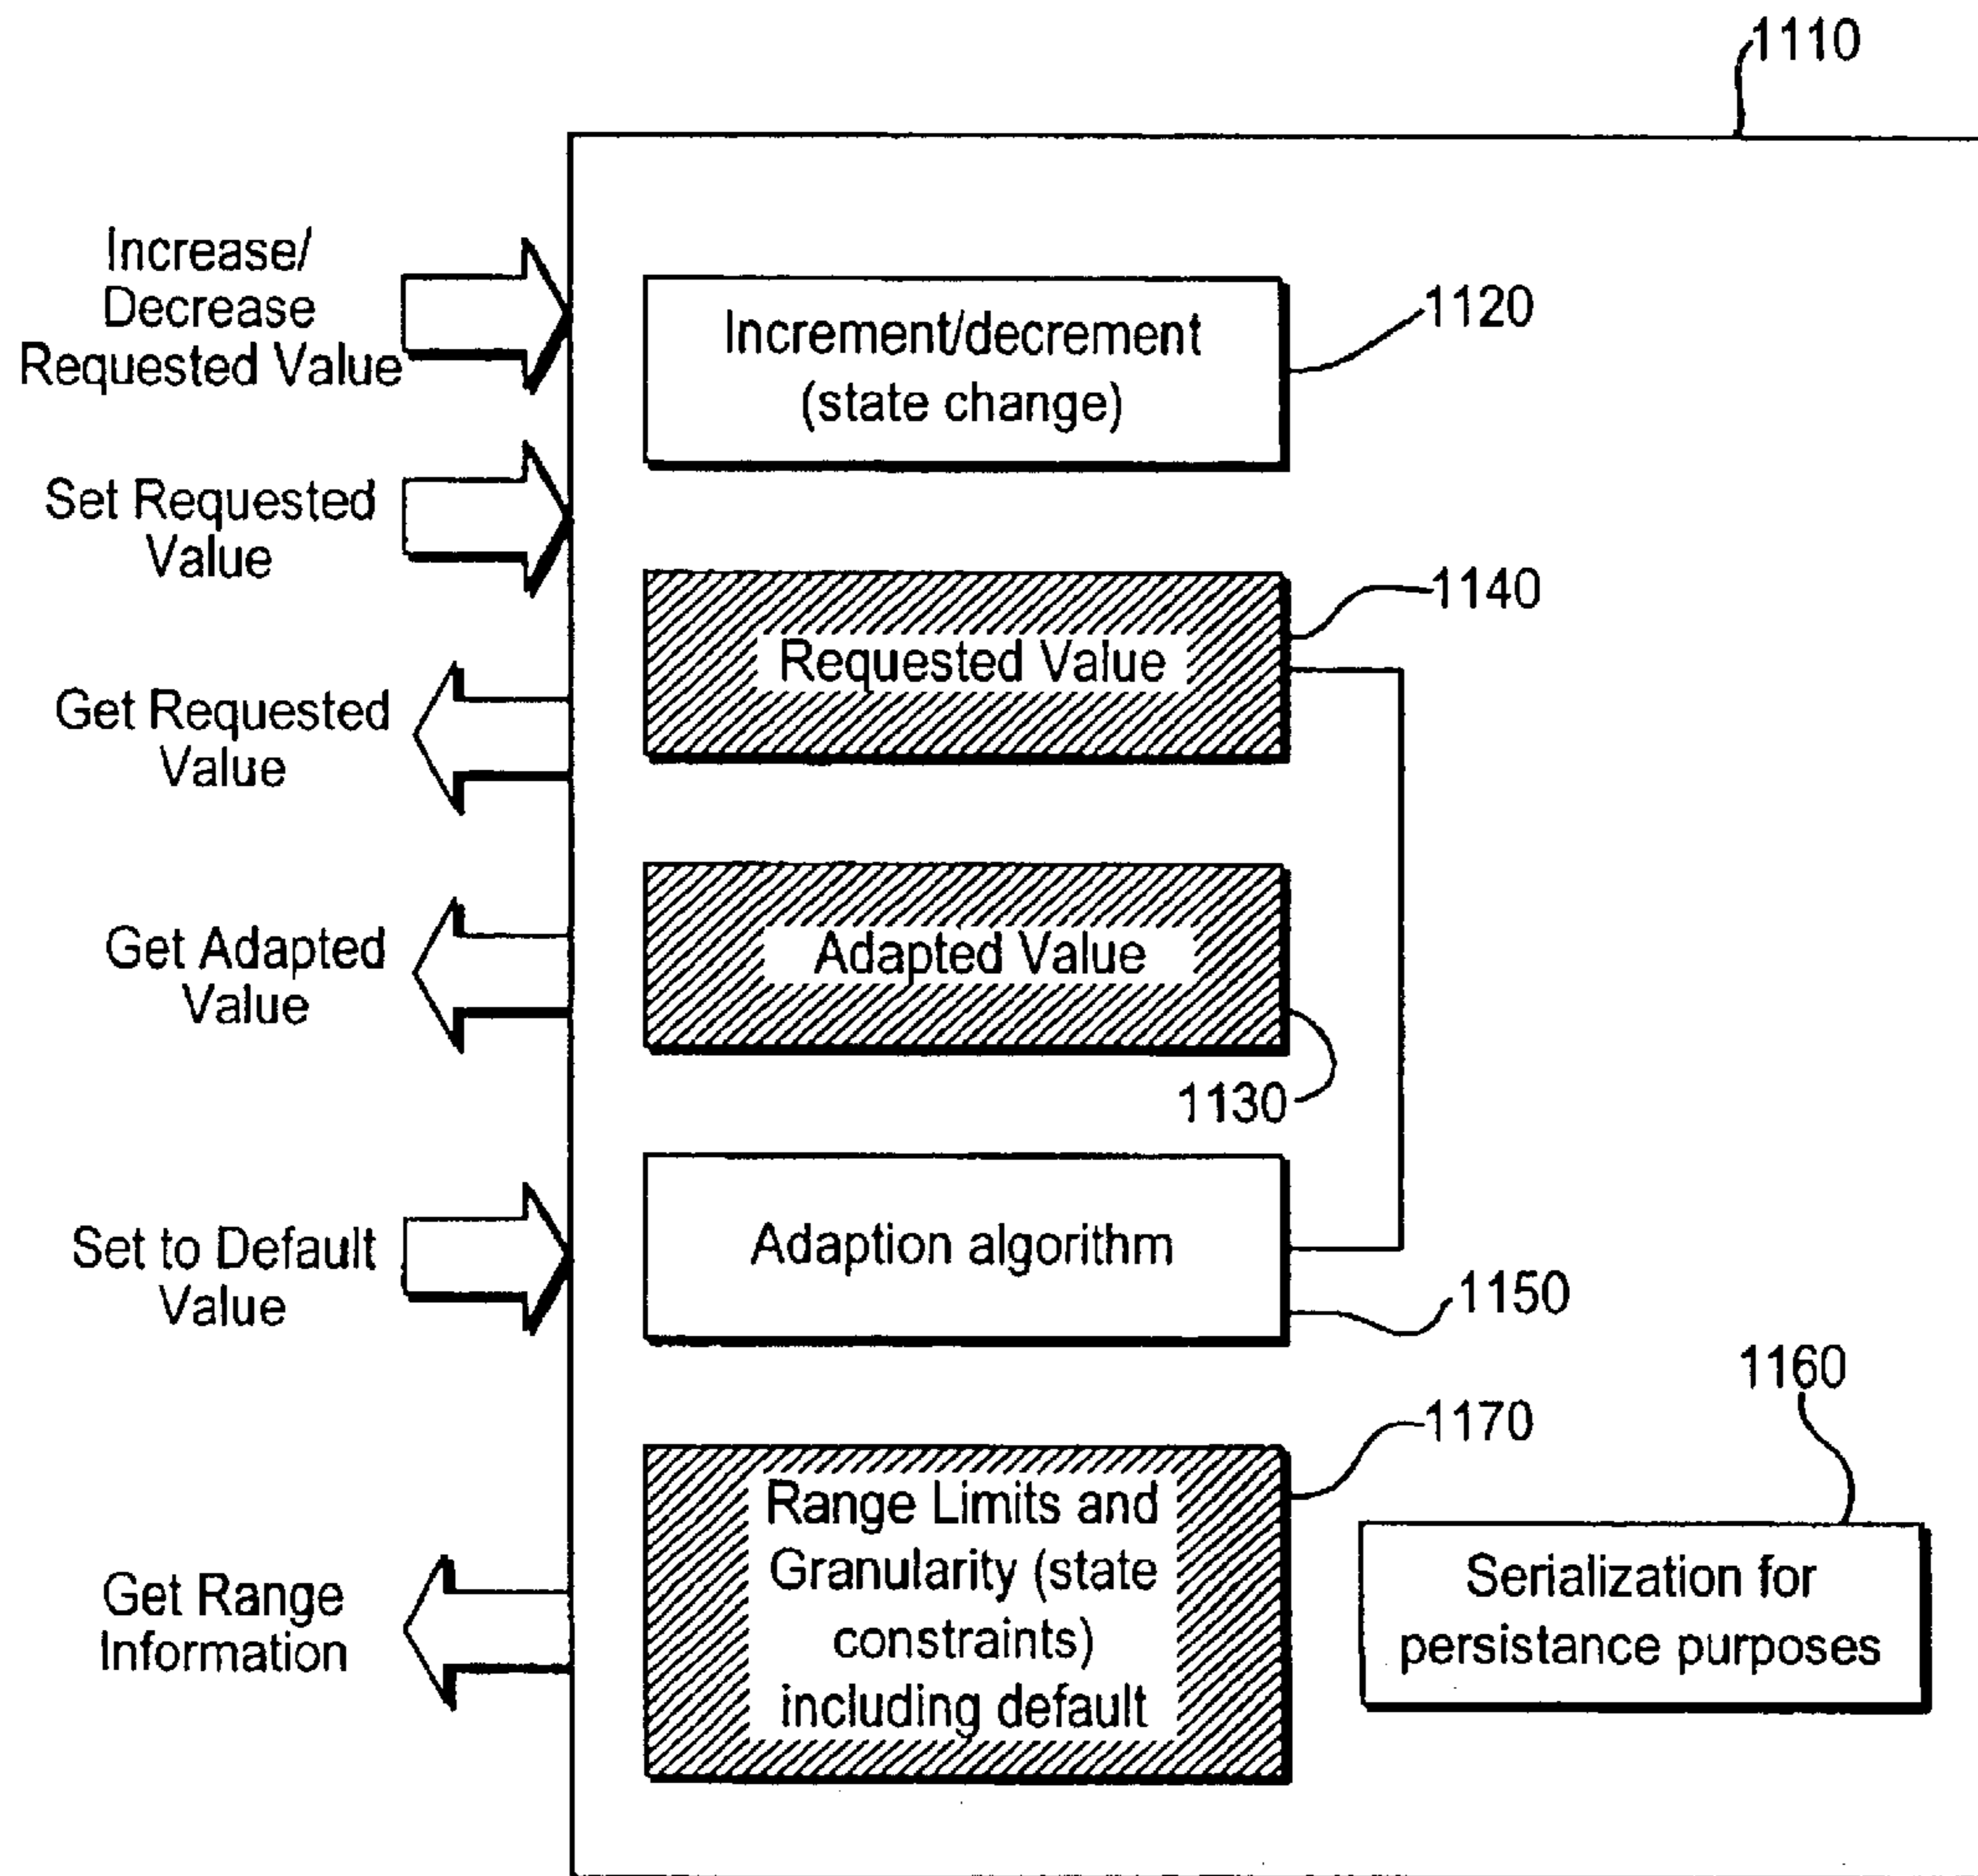 1110
Increase/
Decrease
Requested Value
Increment/decrement
(state change)
1120
Set Requested
Value
Requested Value
1140
Get Requested
Value
Adapted Value
1130
Get Adapted
Value
Adaption algorithm
1150
Set to Default
Value
1160
Range Limits and
Granularity (state
constraints)
including default
1170
Serialization for
persistance purposes
Get Range
Information